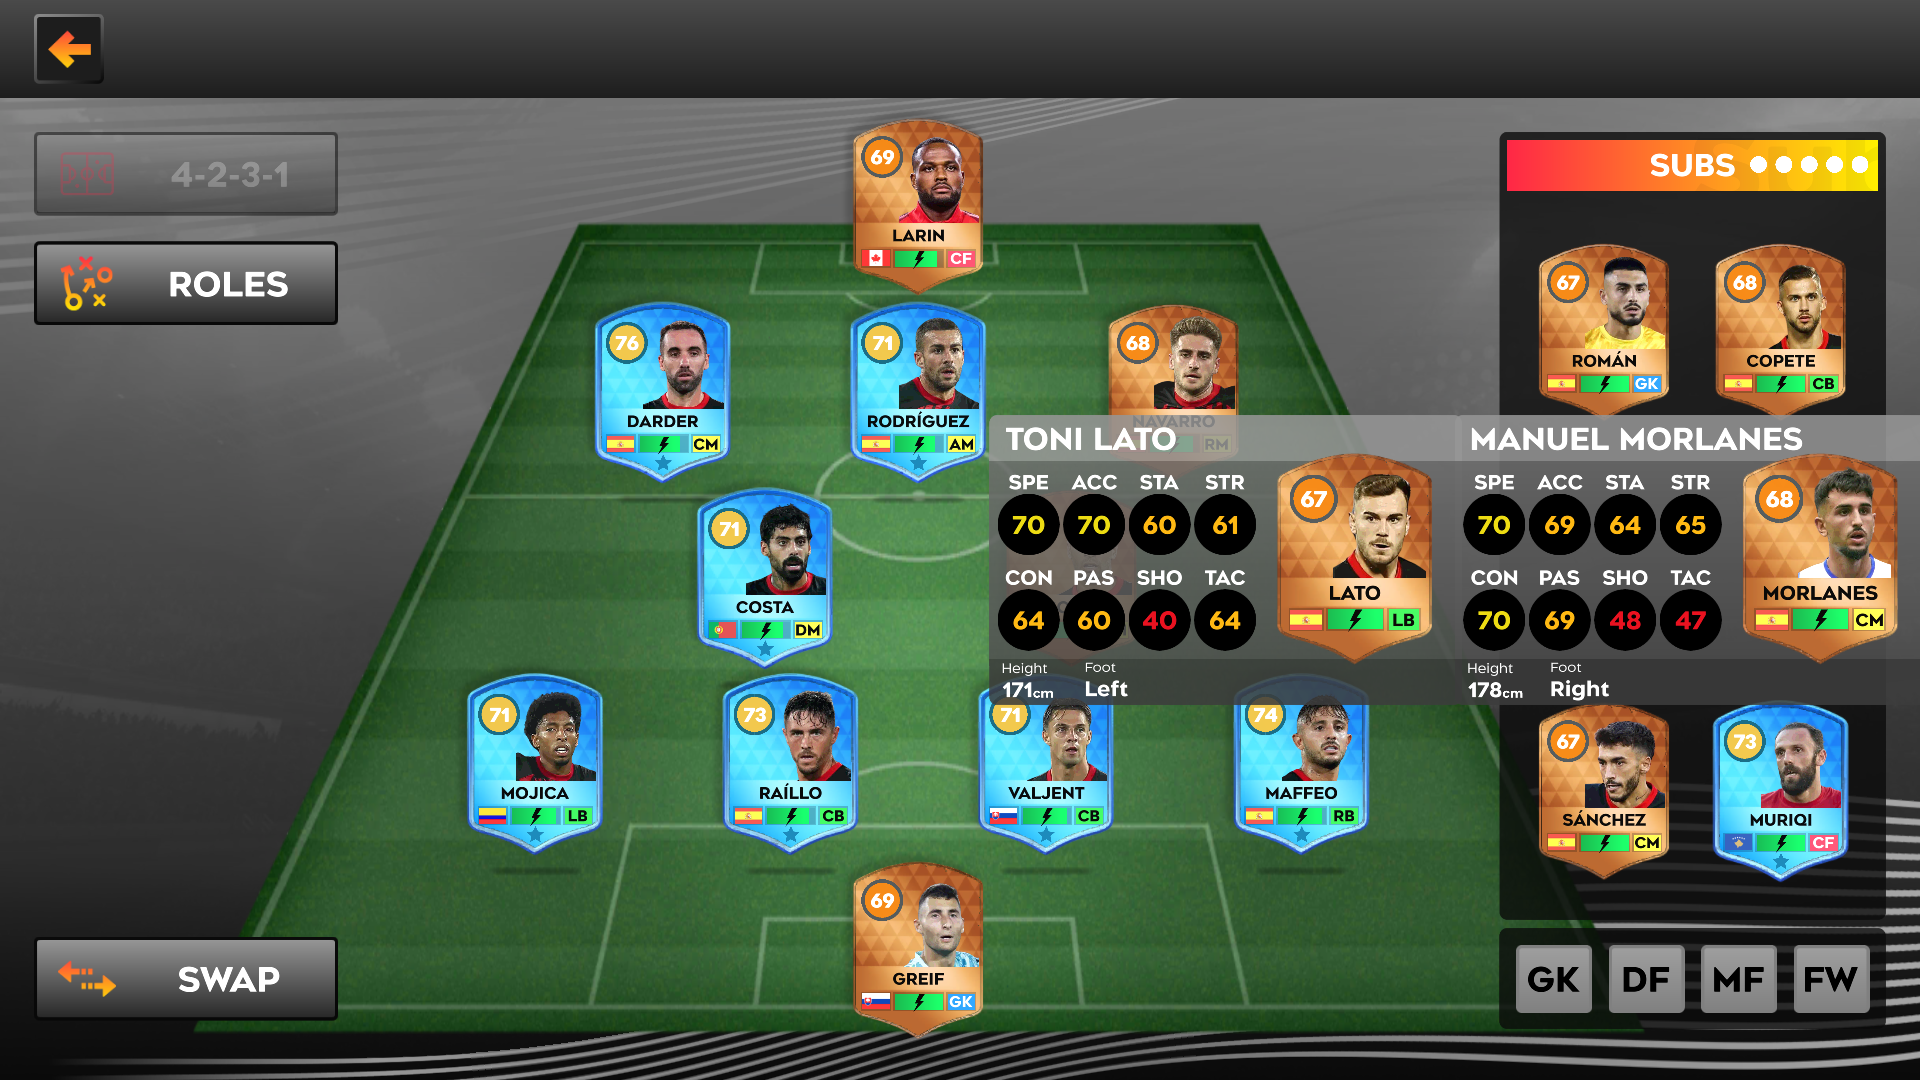 4-2-3-1
ROLES
SWAP
69
LARIN
CF
76
DARDER
CM
71
RODRÍGUEZ
AM
68
NAVARRO
RM
71
COSTA
DM
71
MOJICA
LB
73
RAÍLLO
CB
71
VALJENT
CB
74
MAFFEO
RB
69
GREIF
GK
SUBS
67
ROMÁN
GK
68
COPETE
CB
TONI LATO
SPE ACC STA STR
70 70 60 61
CON PAS SHO TAC
64 60 40 64
Height Foot
171cm Left
67
LATO
LB
MANUEL MORLANES
SPE ACC STA STR
70 69 64 65
CON PAS SHO TAC
70 69 48 47
Height Foot
178cm Right
68
MORLANES
CM
67
SÁNCHEZ
CM
73
MURIQI
CF
GK DF MF FW